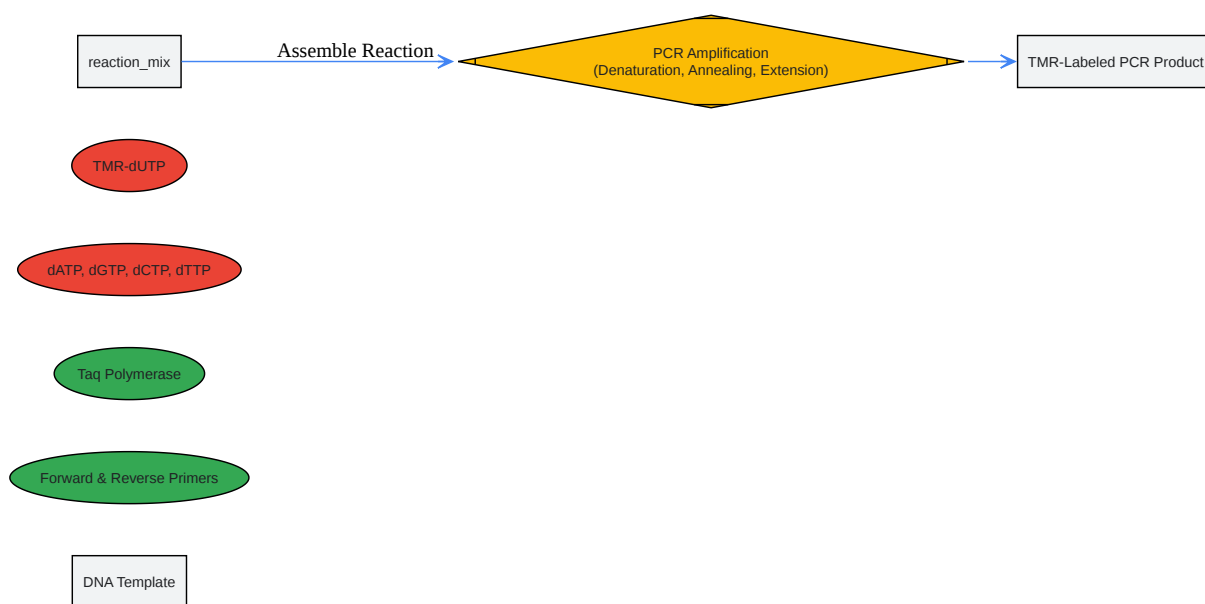 reaction_mix
Assemble Reaction
PCR Amplification
(Denaturation, Annealing, Extension)
TMR-Labeled PCR Product
TMR-dUTP
dATP, dGTP, dCTP, dTTP
Taq Polymerase
Forward & Reverse Primers
DNA Template